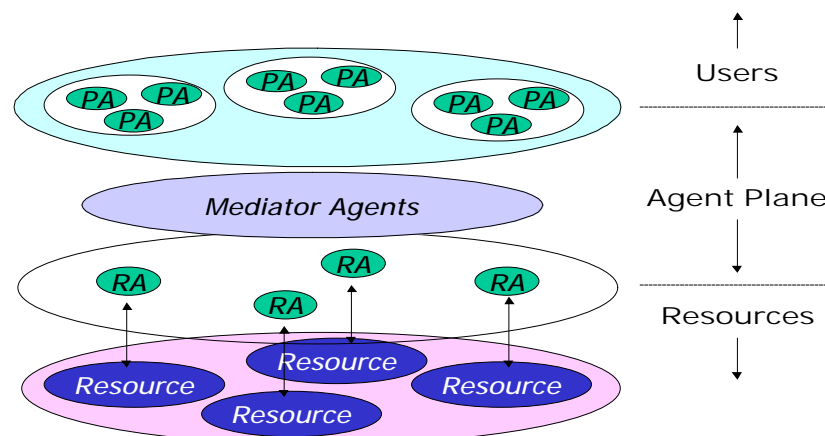 PA PA PA
PA PA PA
PA PA PA
Users
Mediator Agents
Agent Plane
RA RA RA RA
Resources
Resource
Resource Resource
Resource